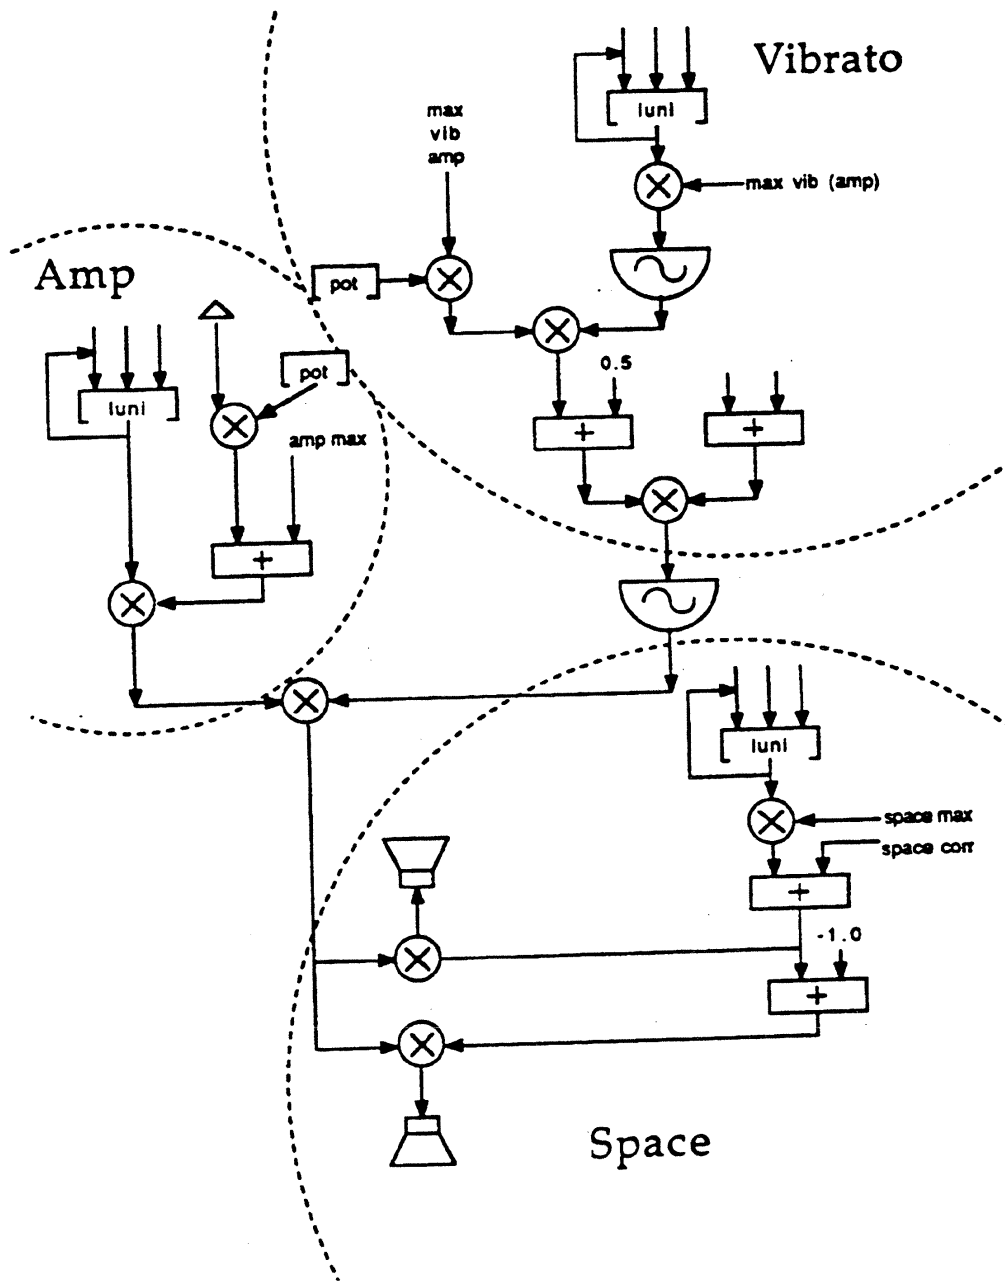 Vibrato
max
vib
amp
luni
max vib (amp)
Amp
pot
pot
0.5
luni
+
+
amp max
+
luni
space max
space corr
+
-1.0
+
Space